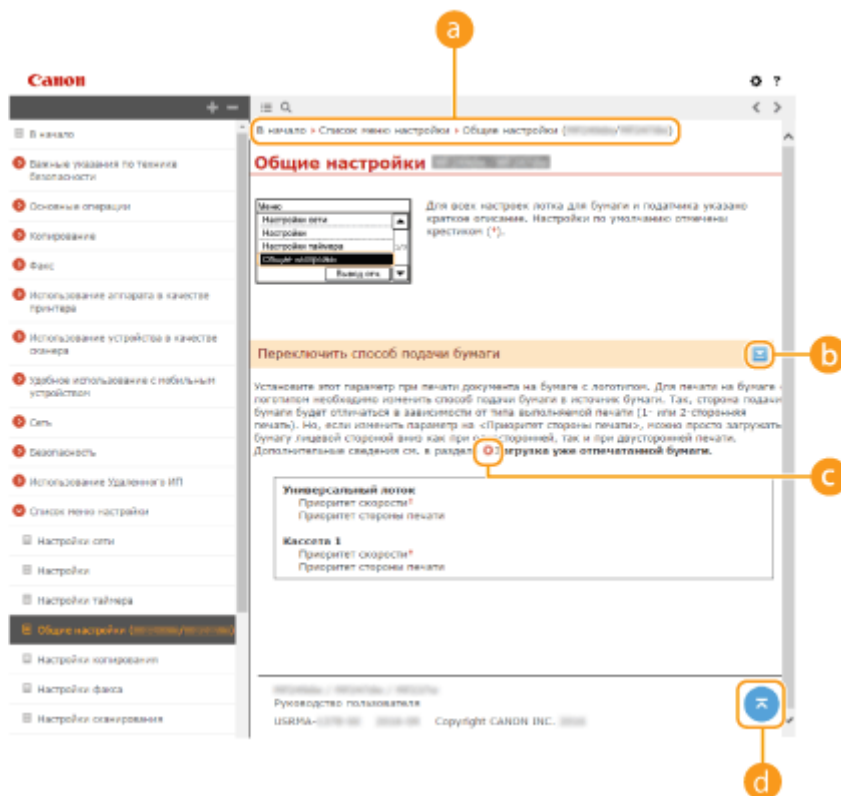 a
Canon
?
+ −
В начало ▸ Список меню настройки ▸ Общие настройки (
В начало
Важные указания по технике
безопасности
Основные операции
Копирование
Факс
Использование аппарата в качестве
принтера
Использование устройства в качестве
сканера
Удобное использование с мобильным
устройством
Сеть
Безопасность
Использование Удаленного ИП
Список меню настройки
Настройки сети
Настройки
Настройки таймера
Общие настройки (
Настройки копирования
Настройки факса
Настройки сканирования
Общие настройки
Меню
Настройки сети
Настройки
Настройки таймера
Общие настройки
Вывод отч.
Для всех настроек лотка для бумаги и податчика указано
краткое описание. Настройки по умолчанию отмечены
крестиком (*).
Переключить способ подачи бумаги
b
Установите этот параметр при печати документа на бумаге с логотипом. Для печати на бумаге
логотипом необходимо изменить способ подачи бумаги в источник бумаги. Так, сторона подачи
бумаги будет отличаться в зависимости от типа выполняемой печати (1- или 2-сторонняя
печать). Но, если изменить параметр на <Приоритет стороны печати>, можно просто загружать
бумагу лицевой стороной вниз как при односторонней, так и при двусторонней печати.
Дополнительные сведения см. в разделе Загрузка уже отпечатанной бумаги.
c
Универсальный лоток
Приоритет скорости*
Приоритет стороны печати
Кассета 1
Приоритет скорости*
Приоритет стороны печати
Руководство пользователя
USRMA- Copyright CANON INC.
d